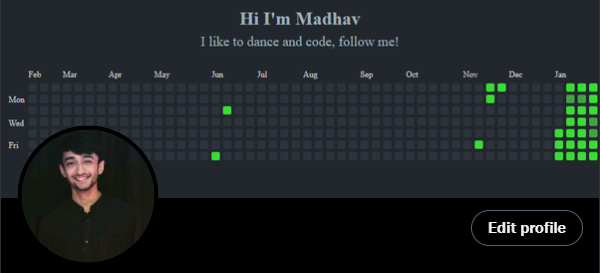 Hi I'm Madhav
I like to dance and code, follow me!
Feb Mar Apr May Jun Jul Aug Sep Oct Nov Dec Jan
Mon
Wed
Fri
Edit profile